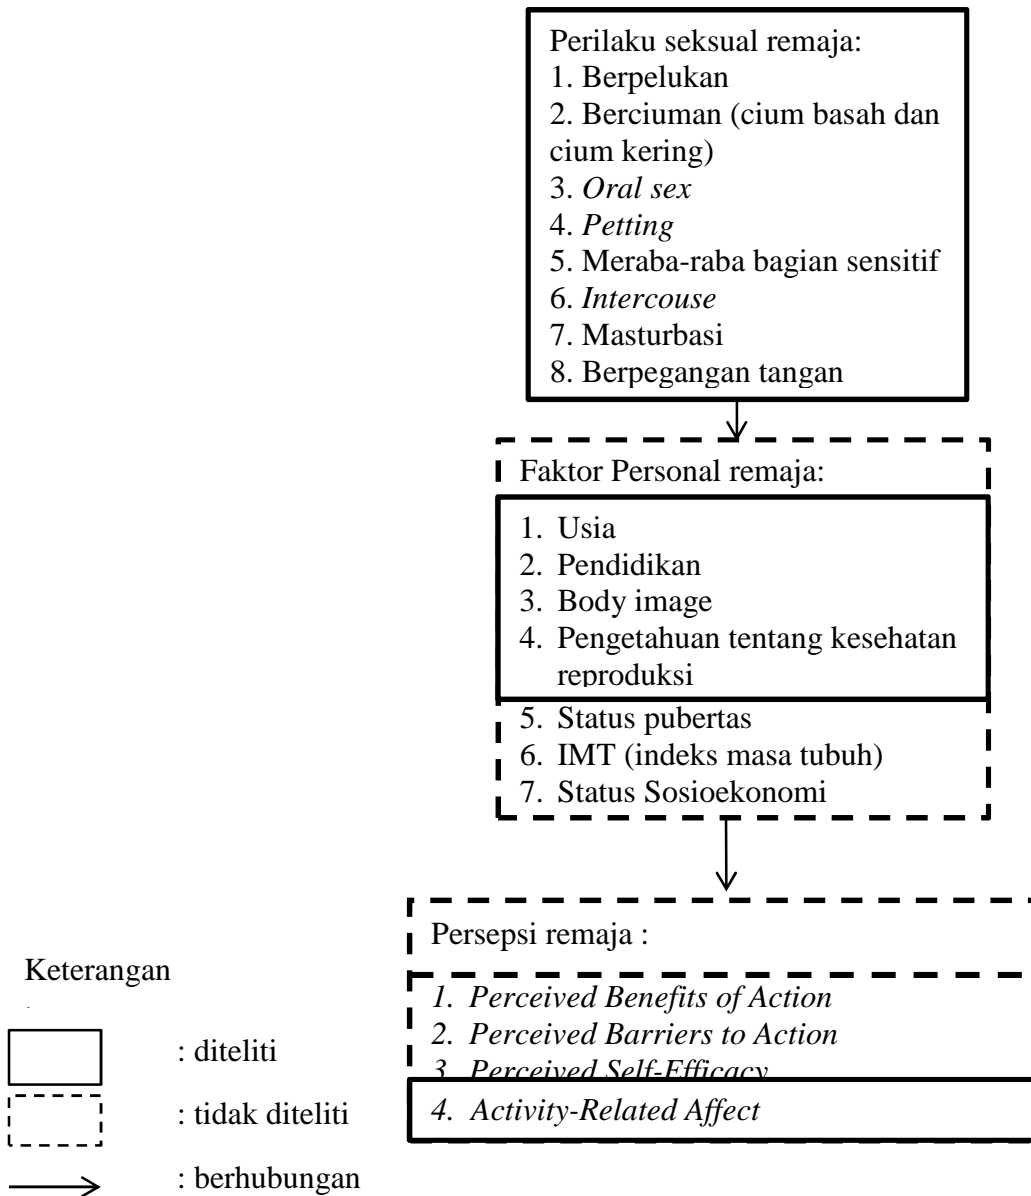 Perilaku seksual remaja:
1. Berpelukan
2. Berciuman (cium basah dan
cium kering)
3. Oral sex
4. Petting
5. Meraba-raba bagian sensitif
6. Intercouse
7. Masturbasi
8. Berpegangan tangan
Faktor Personal remaja:
1. Usia
2. Pendidikan
3. Body image
4. Pengetahuan tentang kesehatan
reproduksi
5. Status pubertas
6. IMT (indeks masa tubuh)
7. Status Sosioekonomi
Persepsi remaja :
1. Perceived Benefits of Action
2. Perceived Barriers to Action
3. Perceived Self-Efficacy
4. Activity-Related Affect
Keterangan
: diteliti
: tidak diteliti
: berhubungan